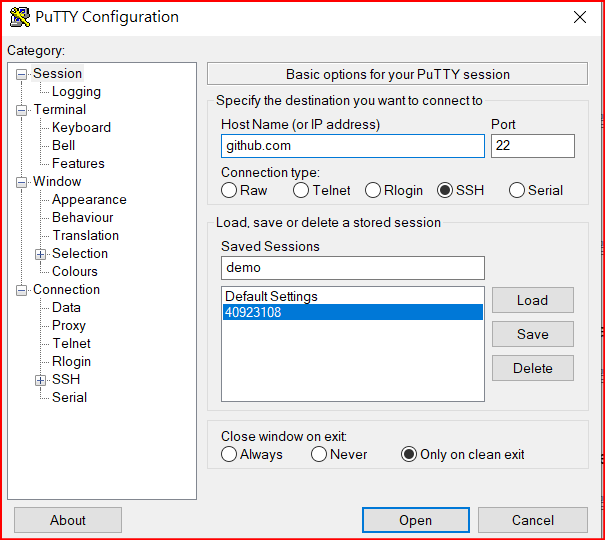 PuTTY Configuration
Category:
Session
Logging
Terminal
Keyboard
Bell
Features
Window
Appearance
Behaviour
Translation
Selection
Colours
Connection
Data
Proxy
Telnet
Rlogin
SSH
Serial
Basic options for your PuTTY session
Specify the destination you want to connect to
Host Name (or IP address) Port
github.com 22
Connection type:
Raw Telnet Rlogin SSH Serial
Load, save or delete a stored session
Saved Sessions
demo
Default Settings
40923108
Load
Save
Delete
Close window on exit:
Always Never Only on clean exit
About Open Cancel